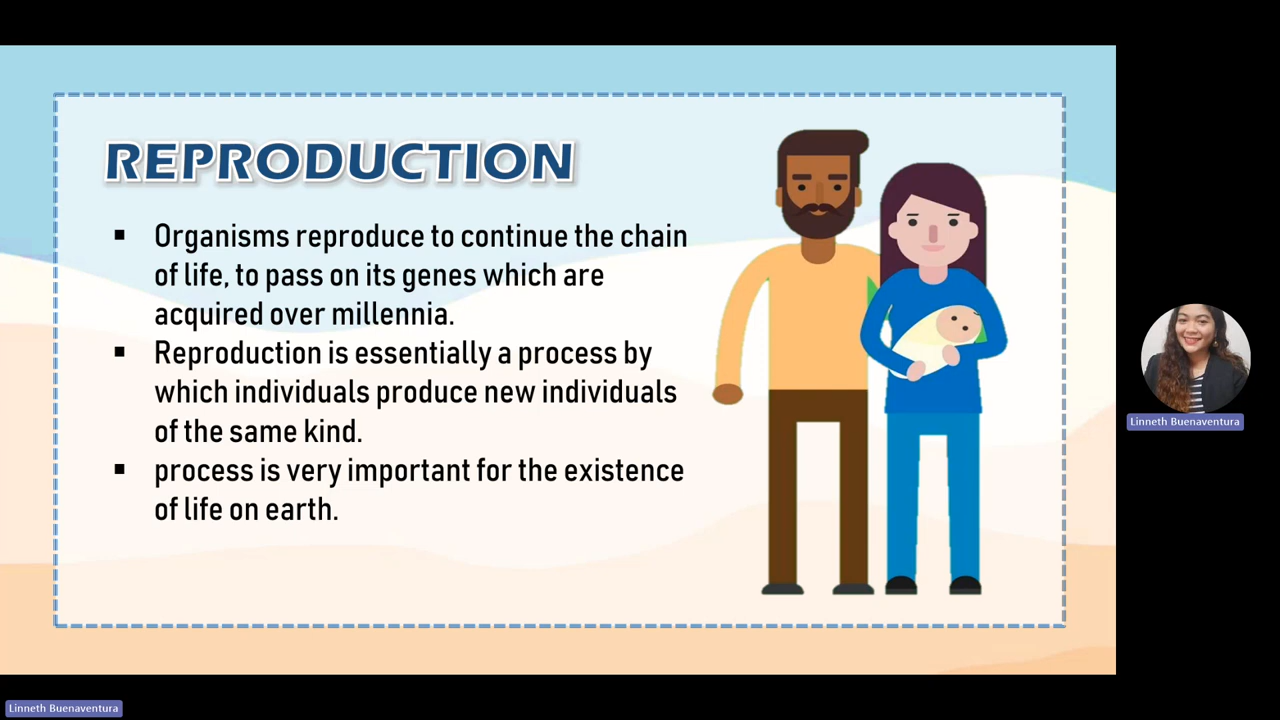 REPRODUCTION
▪ Organisms reproduce to continue the chain
of life, to pass on its genes which are
acquired over millennia.
▪ Reproduction is essentially a process by
which individuals produce new individuals
of the same kind.
▪ process is very important for the existence
of life on earth.
Linneth Buenaventura
Linneth Buenaventura